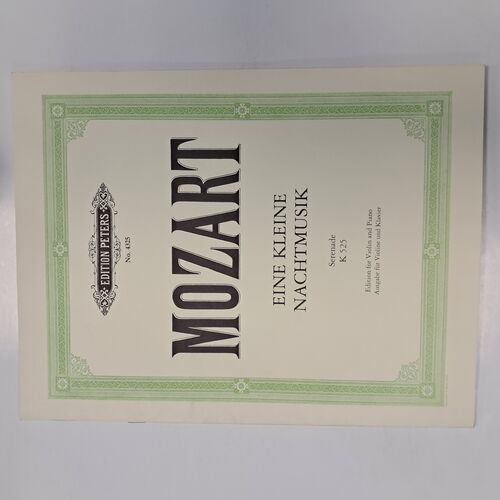 EDITION PETERS
No. 4325
MOZART
EINE KLEINE
NACHTMUSIK
Serenade
K 525
Edition for Violin and Piano
Ausgabe für Violine und Klavier